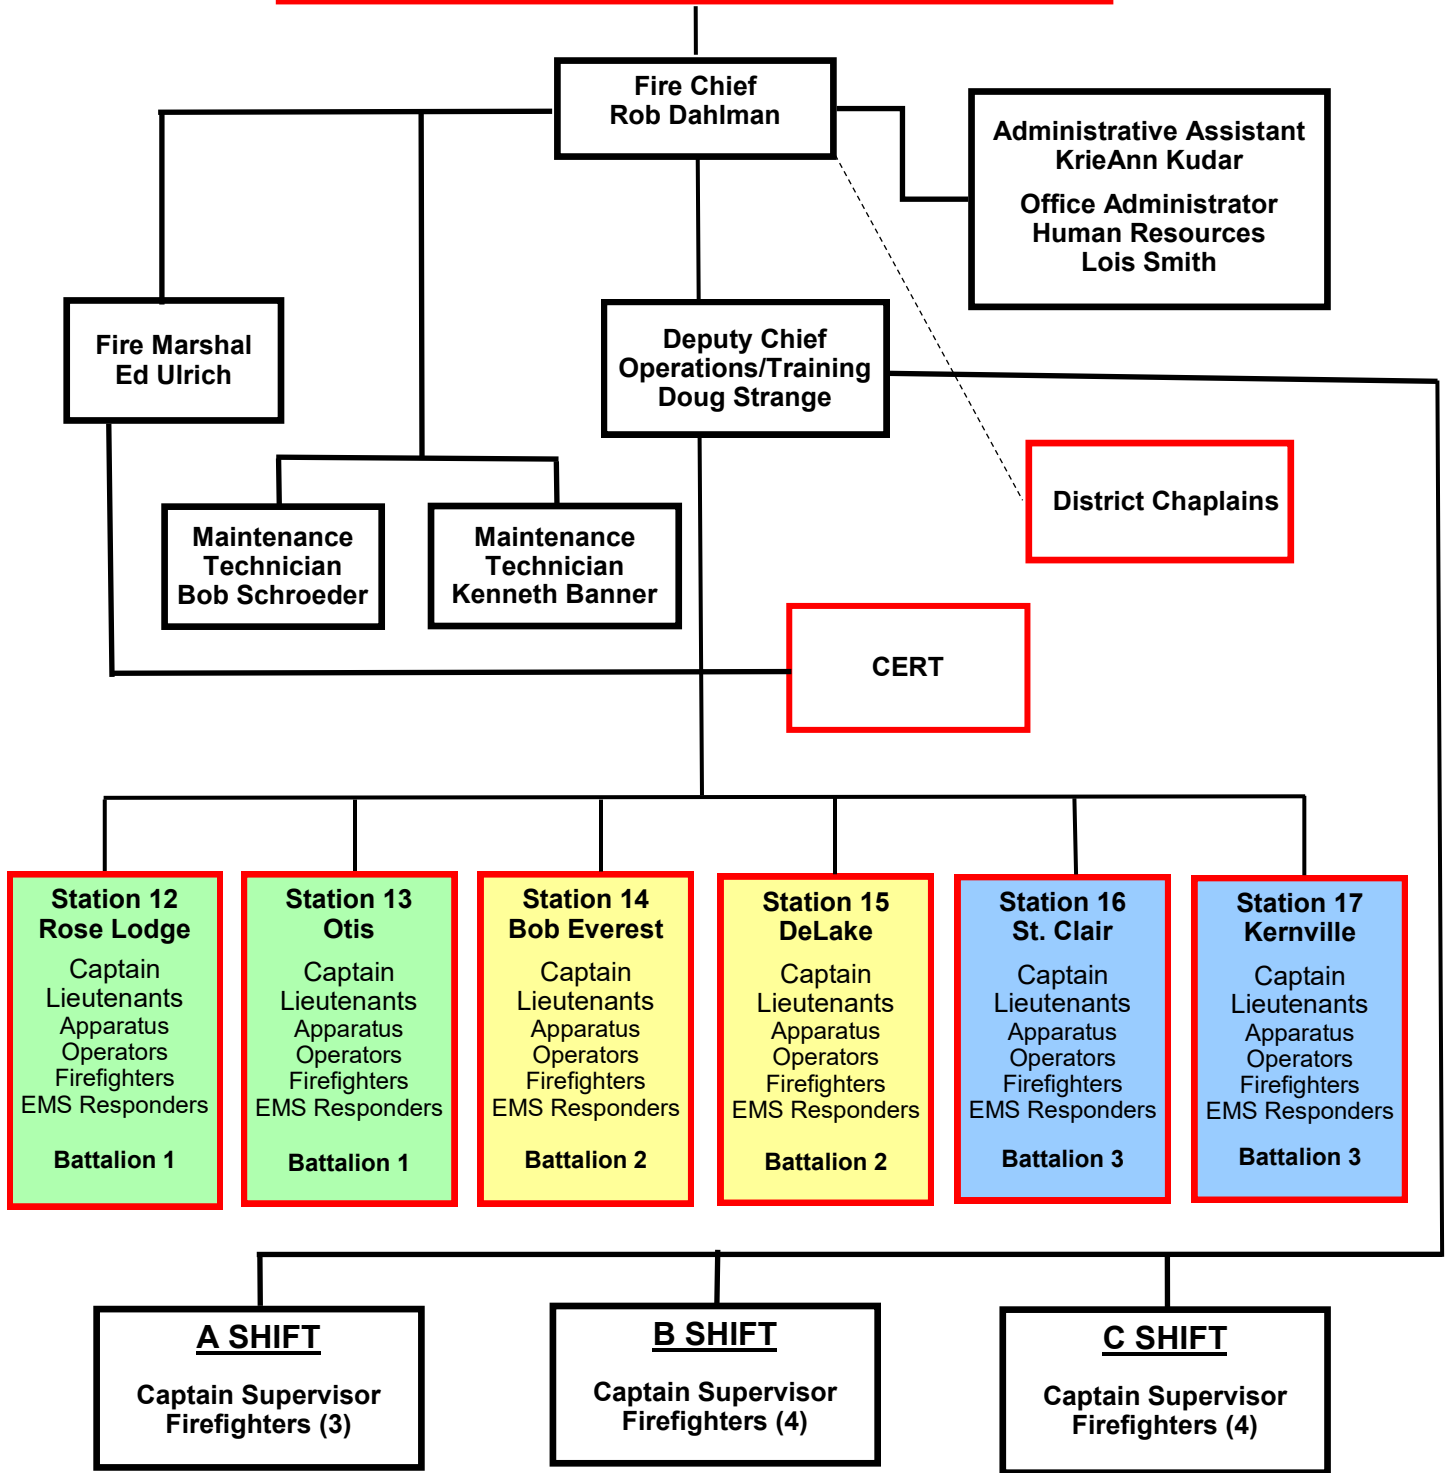 Fire Chief
Rob Dahlman
Administrative Assistant
KrieAnn Kudar
Office Administrator
Human Resources
Lois Smith
Fire Marshal
Ed Ulrich
Deputy Chief
Operations/Training
Doug Strange
District Chaplains
Maintenance
Technician
Bob Schroeder
Maintenance
Technician
Kenneth Banner
CERT
Station 12
Rose Lodge
Captain
Lieutenants
Apparatus
Operators
Firefighters
EMS Responders
Battalion 1
Station 13
Otis
Captain
Lieutenants
Apparatus
Operators
Firefighters
EMS Responders
Battalion 1
Station 14
Bob Everest
Captain
Lieutenants
Apparatus
Operators
Firefighters
EMS Responders
Battalion 2
Station 15
DeLake
Captain
Lieutenants
Apparatus
Operators
Firefighters
EMS Responders
Battalion 2
Station 16
St. Clair
Captain
Lieutenants
Apparatus
Operators
Firefighters
EMS Responders
Battalion 3
Station 17
Kernville
Captain
Lieutenants
Apparatus
Operators
Firefighters
EMS Responders
Battalion 3
A SHIFT
Captain Supervisor
Firefighters (3)
B SHIFT
Captain Supervisor
Firefighters (4)
C SHIFT
Captain Supervisor
Firefighters (4)